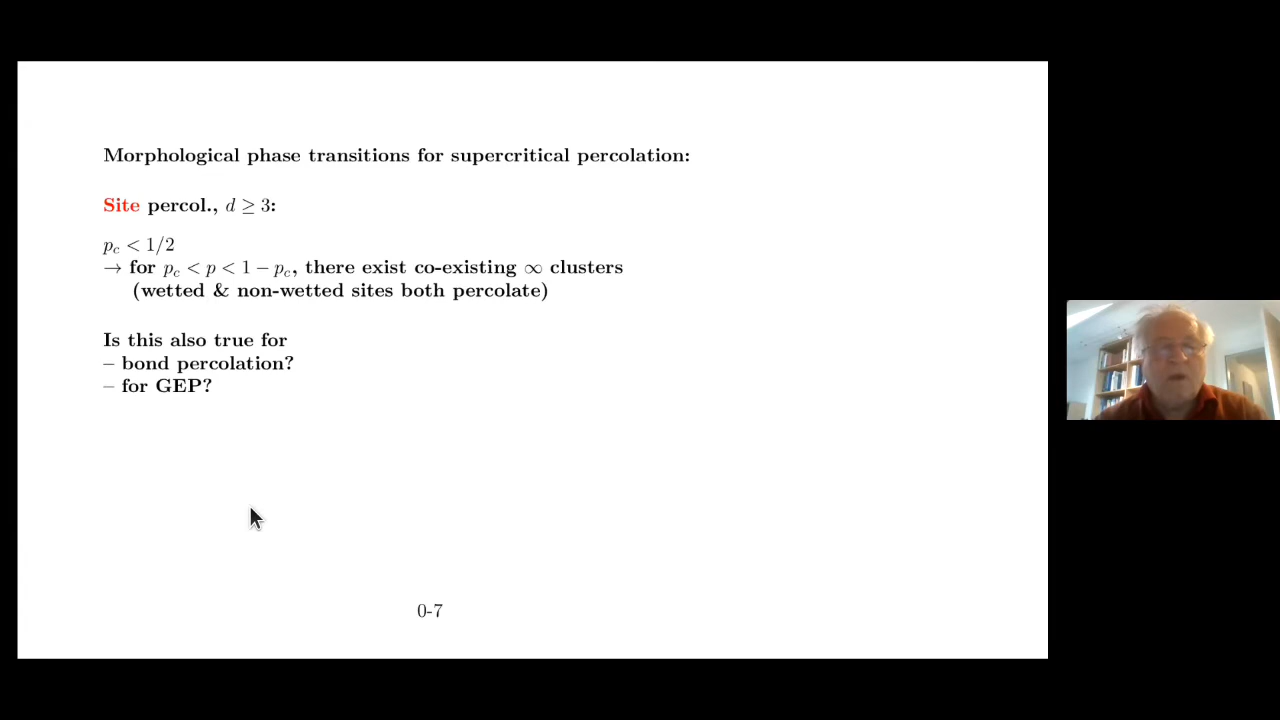 Morphological phase transitions for supercritical percolation:
Site percol., d ≥ 3:
p_c < 1/2
→ for p_c < p < 1 − p_c, there exist co-existing ∞ clusters
(wetted & non-wetted sites both percolate)
Is this also true for
– bond percolation?
– for GEP?
0-7